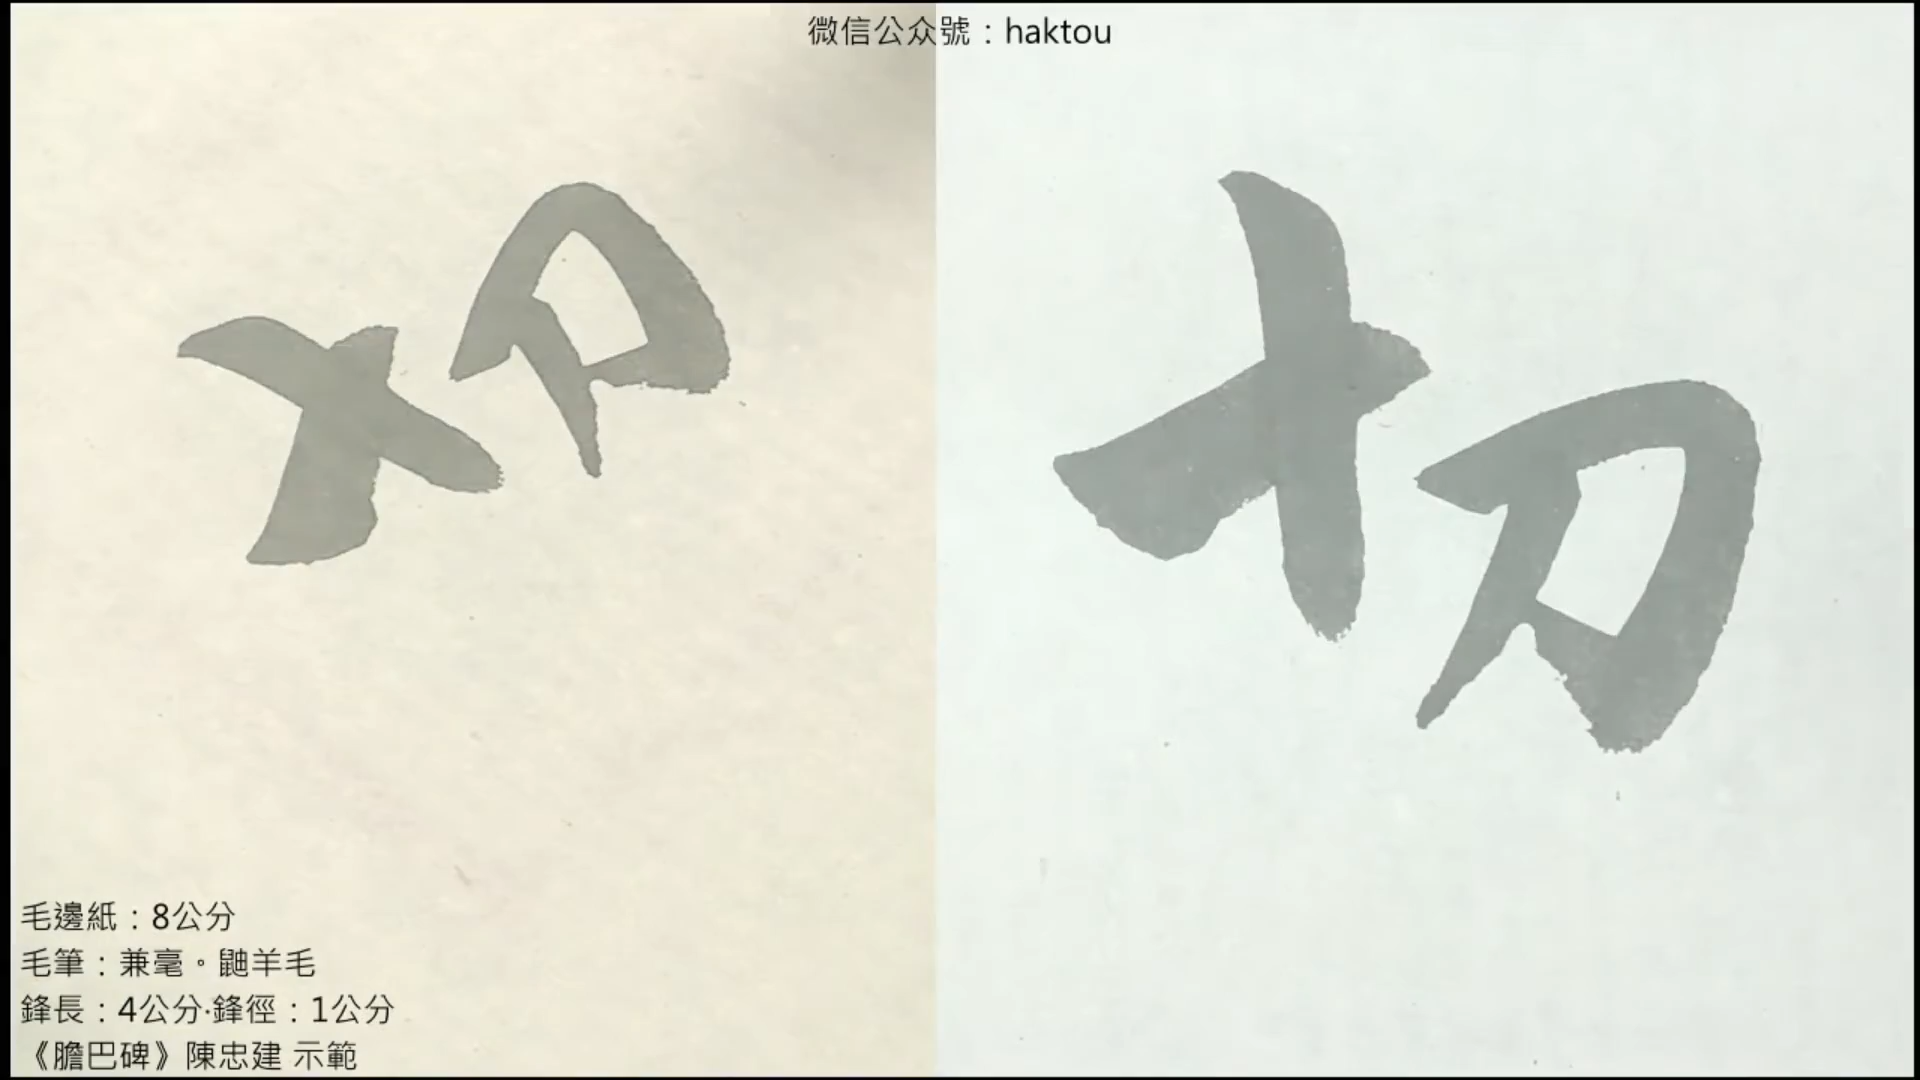 微信公众號：haktou
切
切
毛邊紙：8公分
毛筆：兼毫。鼬羊毛
鋒長：4公分·鋒徑：1公分
《膽巴碑》陳忠建 示範